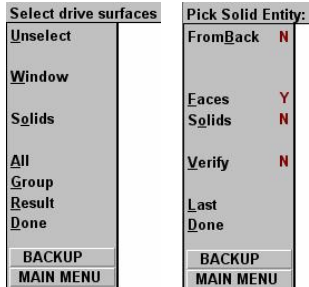 Select drive surfaces
Unselect
Window
Solids
All
Group
Result
Done
BACKUP
MAIN MENU
Pick Solid Entity:
FromBack N
Faces Y
Solids N
Verify N
Last
Done
BACKUP
MAIN MENU